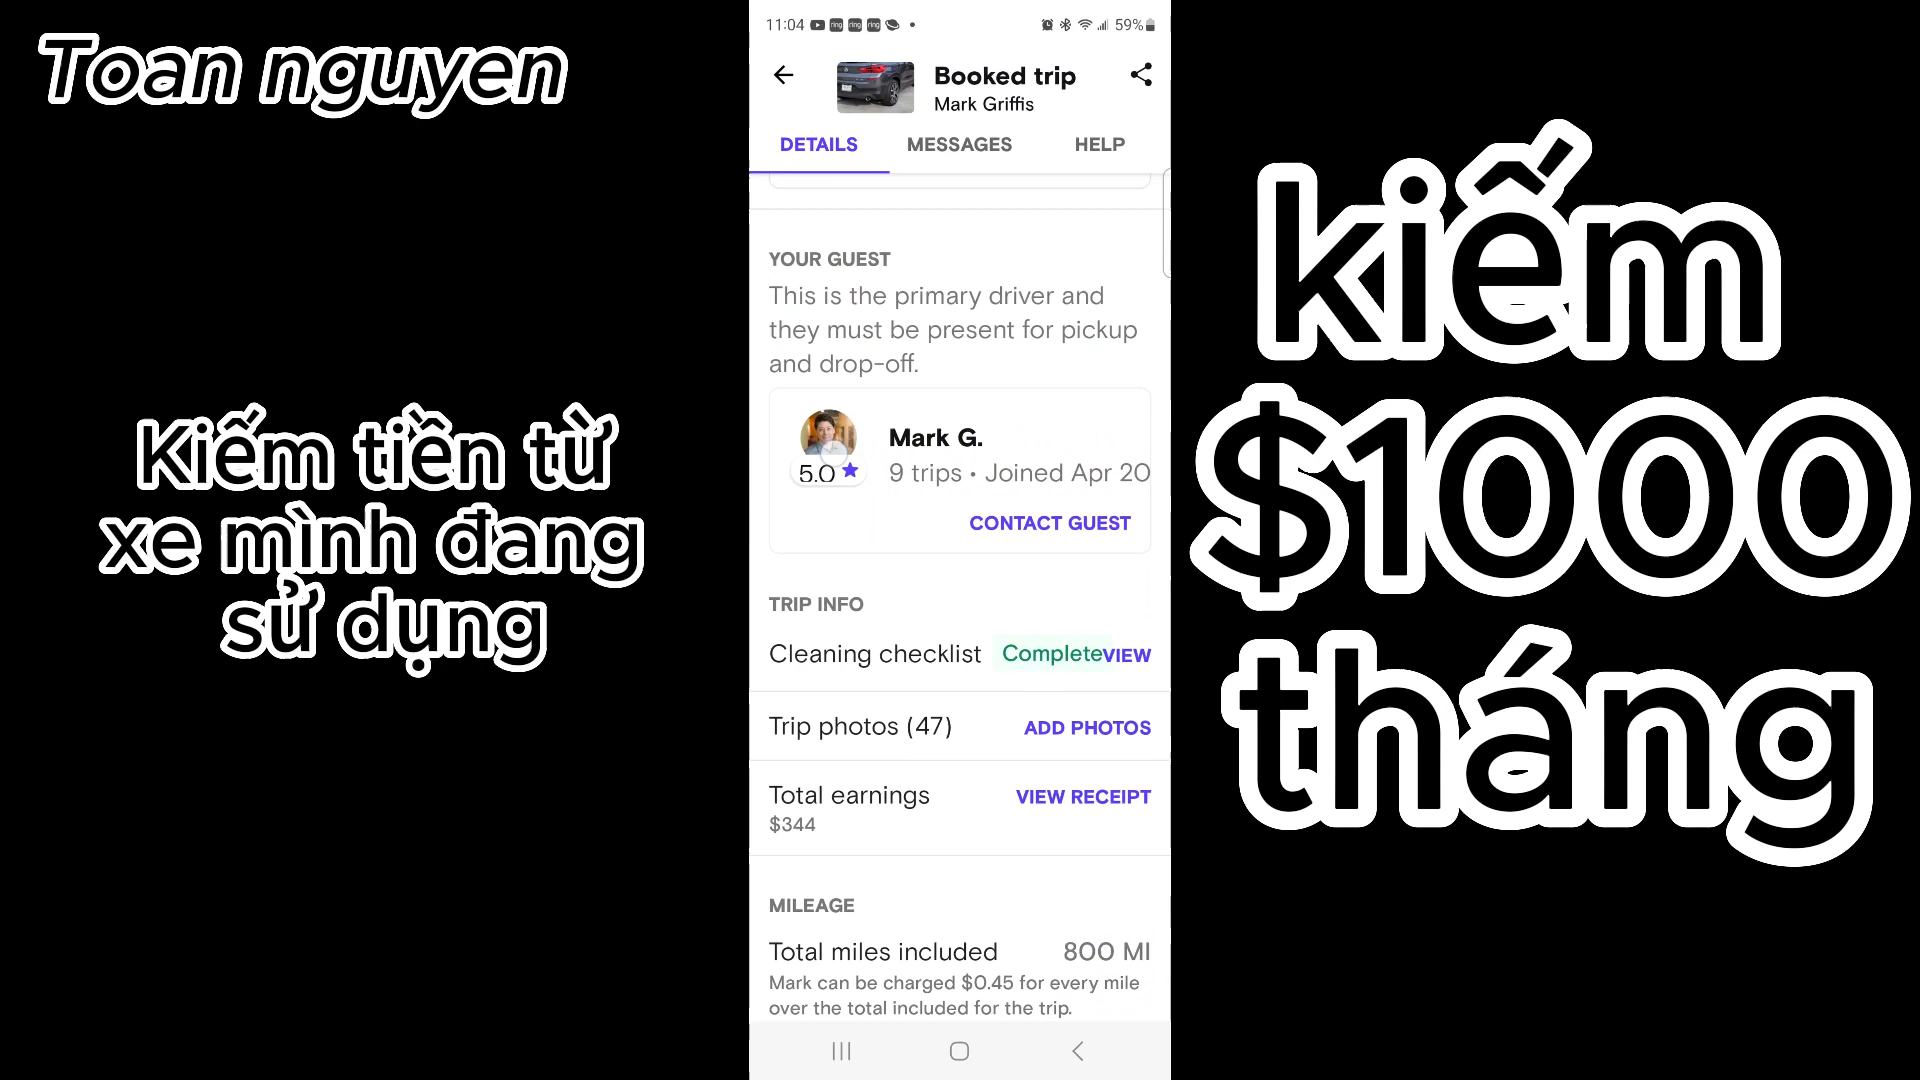 Toan nguyen
Kiếm tiền từ
xe mình đang
sử dụng
11:04
59%
Booked trip
Mark Griffis
DETAILS
MESSAGES
HELP
YOUR GUEST
This is the primary driver and
they must be present for pickup
and drop-off.
Mark G.
5.0
9 trips • Joined Apr 20
CONTACT GUEST
TRIP INFO
Cleaning checklist
Complete
VIEW
Trip photos (47)
ADD PHOTOS
Total earnings
VIEW RECEIPT
$344
MILEAGE
Total miles included
800 MI
Mark can be charged $0.45 for every mile
over the total included for the trip.
kiếm
$1000
tháng